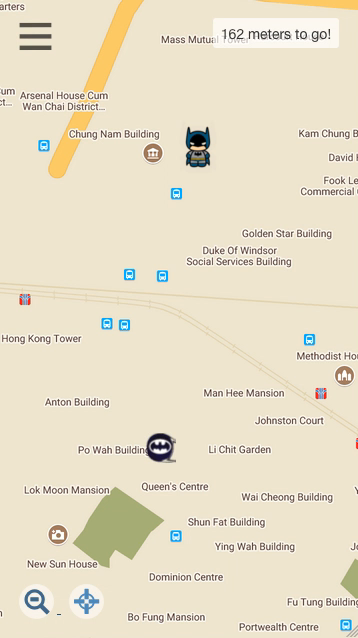 arters
Mass Mutual Tower
162 meters to go!
Cum
ct...
Arsenal House Cum
Wan Chai District...
Chung Nam Building
Kam Chung B
David H
Fook Le
Commercial C
Golden Star Building
Duke Of Windsor
Social Services Building
Hong Kong Tower
Methodist Hou
Man Hee Mansion
Anton Building
Johnston Court
Po Wah Building
Li Chit Garden
Lok Moon Mansion
Queen's Centre
Wai Cheong Building
Shun Fat Building
Ying Wah Building
New Sun House
Dominion Centre
Fu Tung Building
Bo Fung Mansion
Portwealth Centre